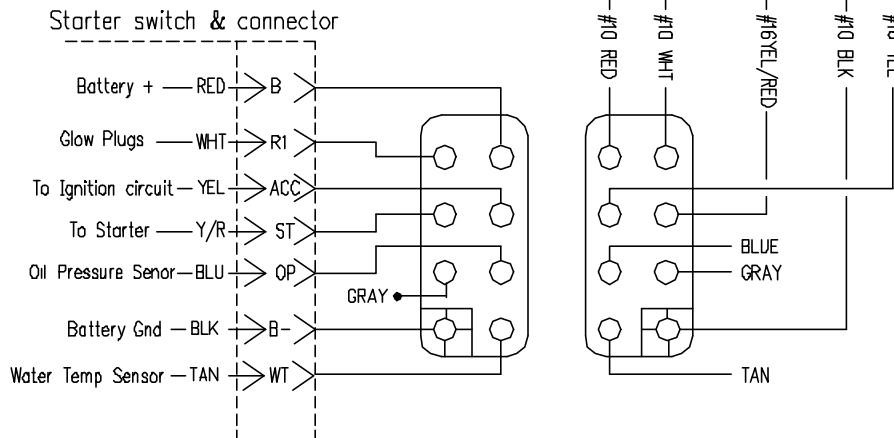 Starter switch & connector
Battery + RED B
Glow Plugs WHT R1
To Ignition circuit YEL ACC
To Starter Y/R ST
Oil Pressure Senor BLU OP
GRAY
Battery Gnd BLK B-
Water Temp Sensor TAN WT
#10 RED
#10 WHT
#16YEL/RED
#10 BLK
BLUE
GRAY
TAN